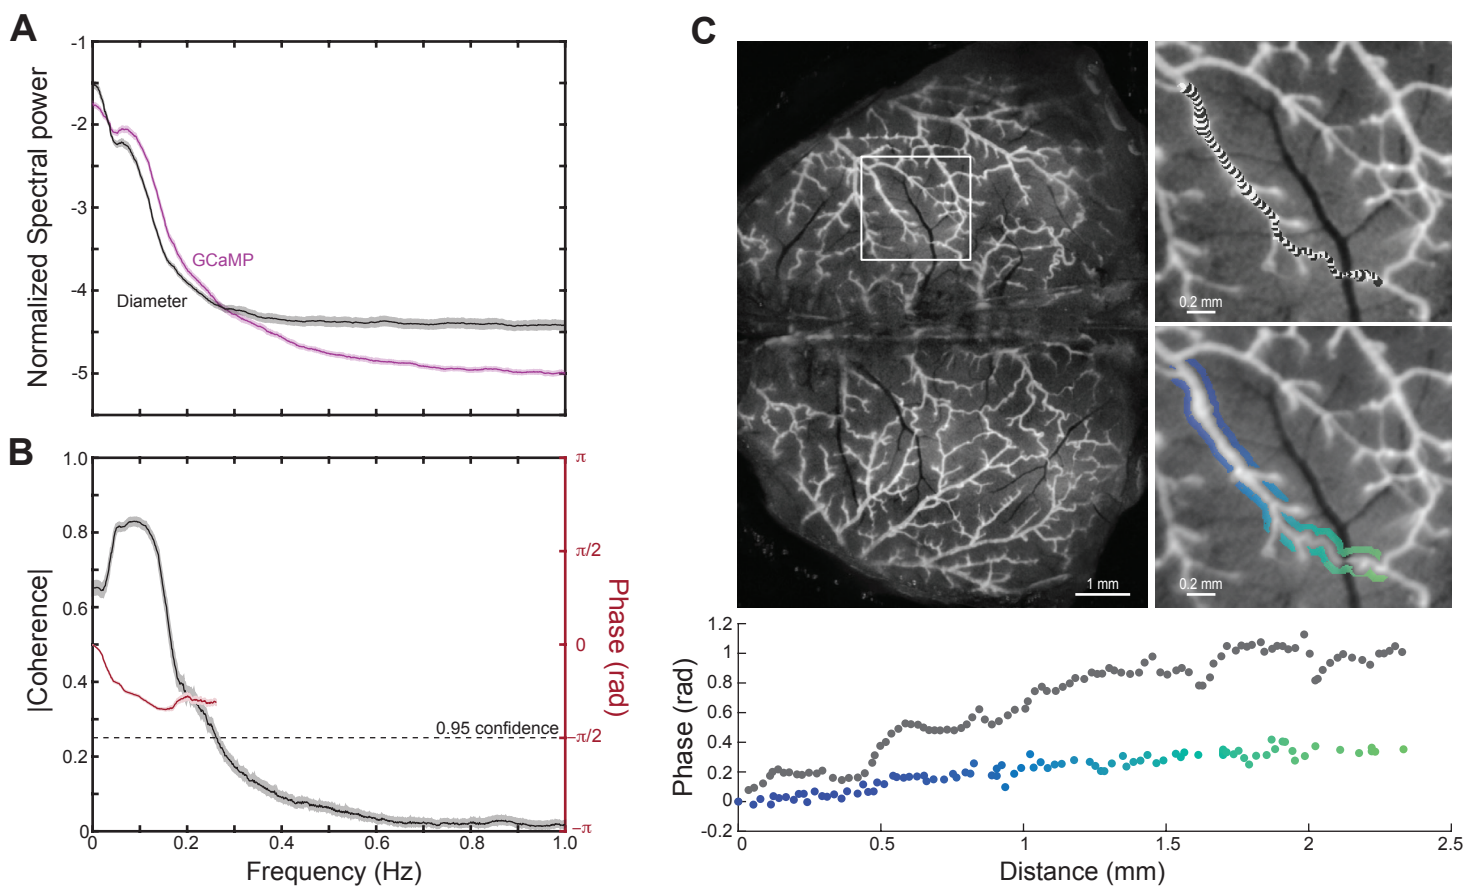 A
Normalized Spectral power
-1
-2
-3
-4
-5
GCaMP
Diameter
B
|Coherence|
1.0
0.8
0.6
0.4
0.2
0
π
π/2
0
–π/2
–π
Phase (rad)
0.95 confidence
0 0.2 0.4 0.6 0.8 1.0
Frequency (Hz)
C
1 mm
0.2 mm
0.2 mm
Phase (rad)
1.2
1
0.8
0.6
0.4
0.2
0
-0.2
0 0.5 1 1.5 2 2.5
Distance (mm)